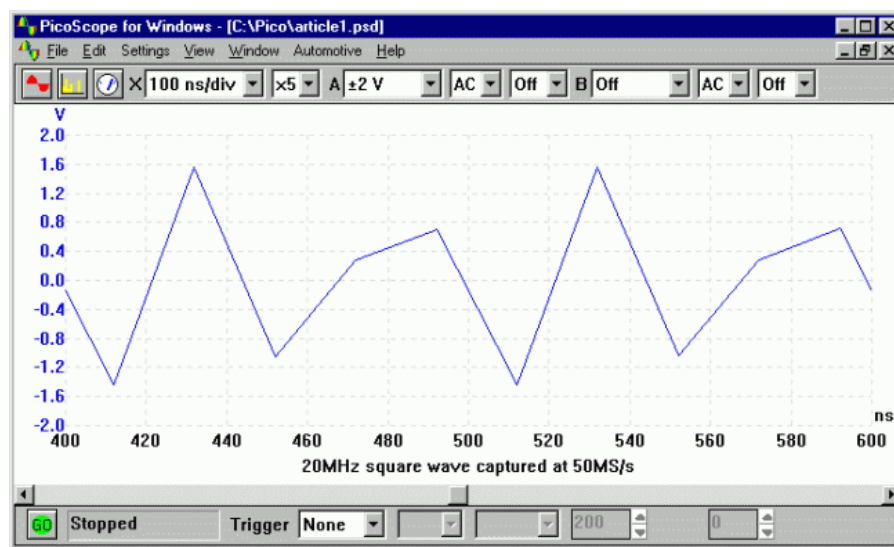 PicoScope for Windows - [C:\Pico\article1.psd]
File Edit Settings View Window Automotive Help
X 100 ns/div x5 A ±2 V AC Off B Off AC Off
V
2.0
1.6
1.2
0.8
0.4
0.0
-0.4
-0.8
-1.2
-1.6
-2.0
ns
400 420 440 460 480 500 520 540 560 580 600
20MHz square wave captured at 50MS/s
GO Stopped Trigger None 200 0